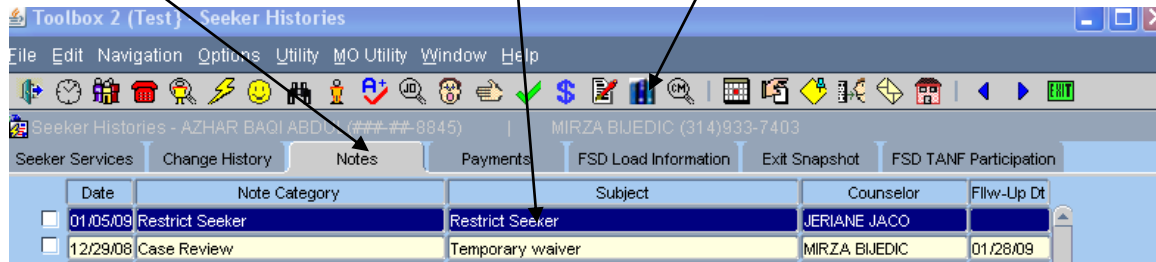 Toolbox 2 (Test} - Seeker Histories
File Edit Navigation Options Utility MO Utility Window Help
A+ JD $ CM EXIT
Seeker Histories - AZHAR BAQI ABDUL (###-##-8845) | MIRZA BIJEDIC (314)933-7403
Seeker Services Change History Notes Payments FSD Load Information Exit Snapshot FSD TANF Participation
Date Note Category Subject Counselor Fllw-Up Dt
01/05/09 Restrict Seeker Restrict Seeker JERIANE JACO
12/29/08 Case Review Temporary waiver MIRZA BIJEDIC 01/28/09